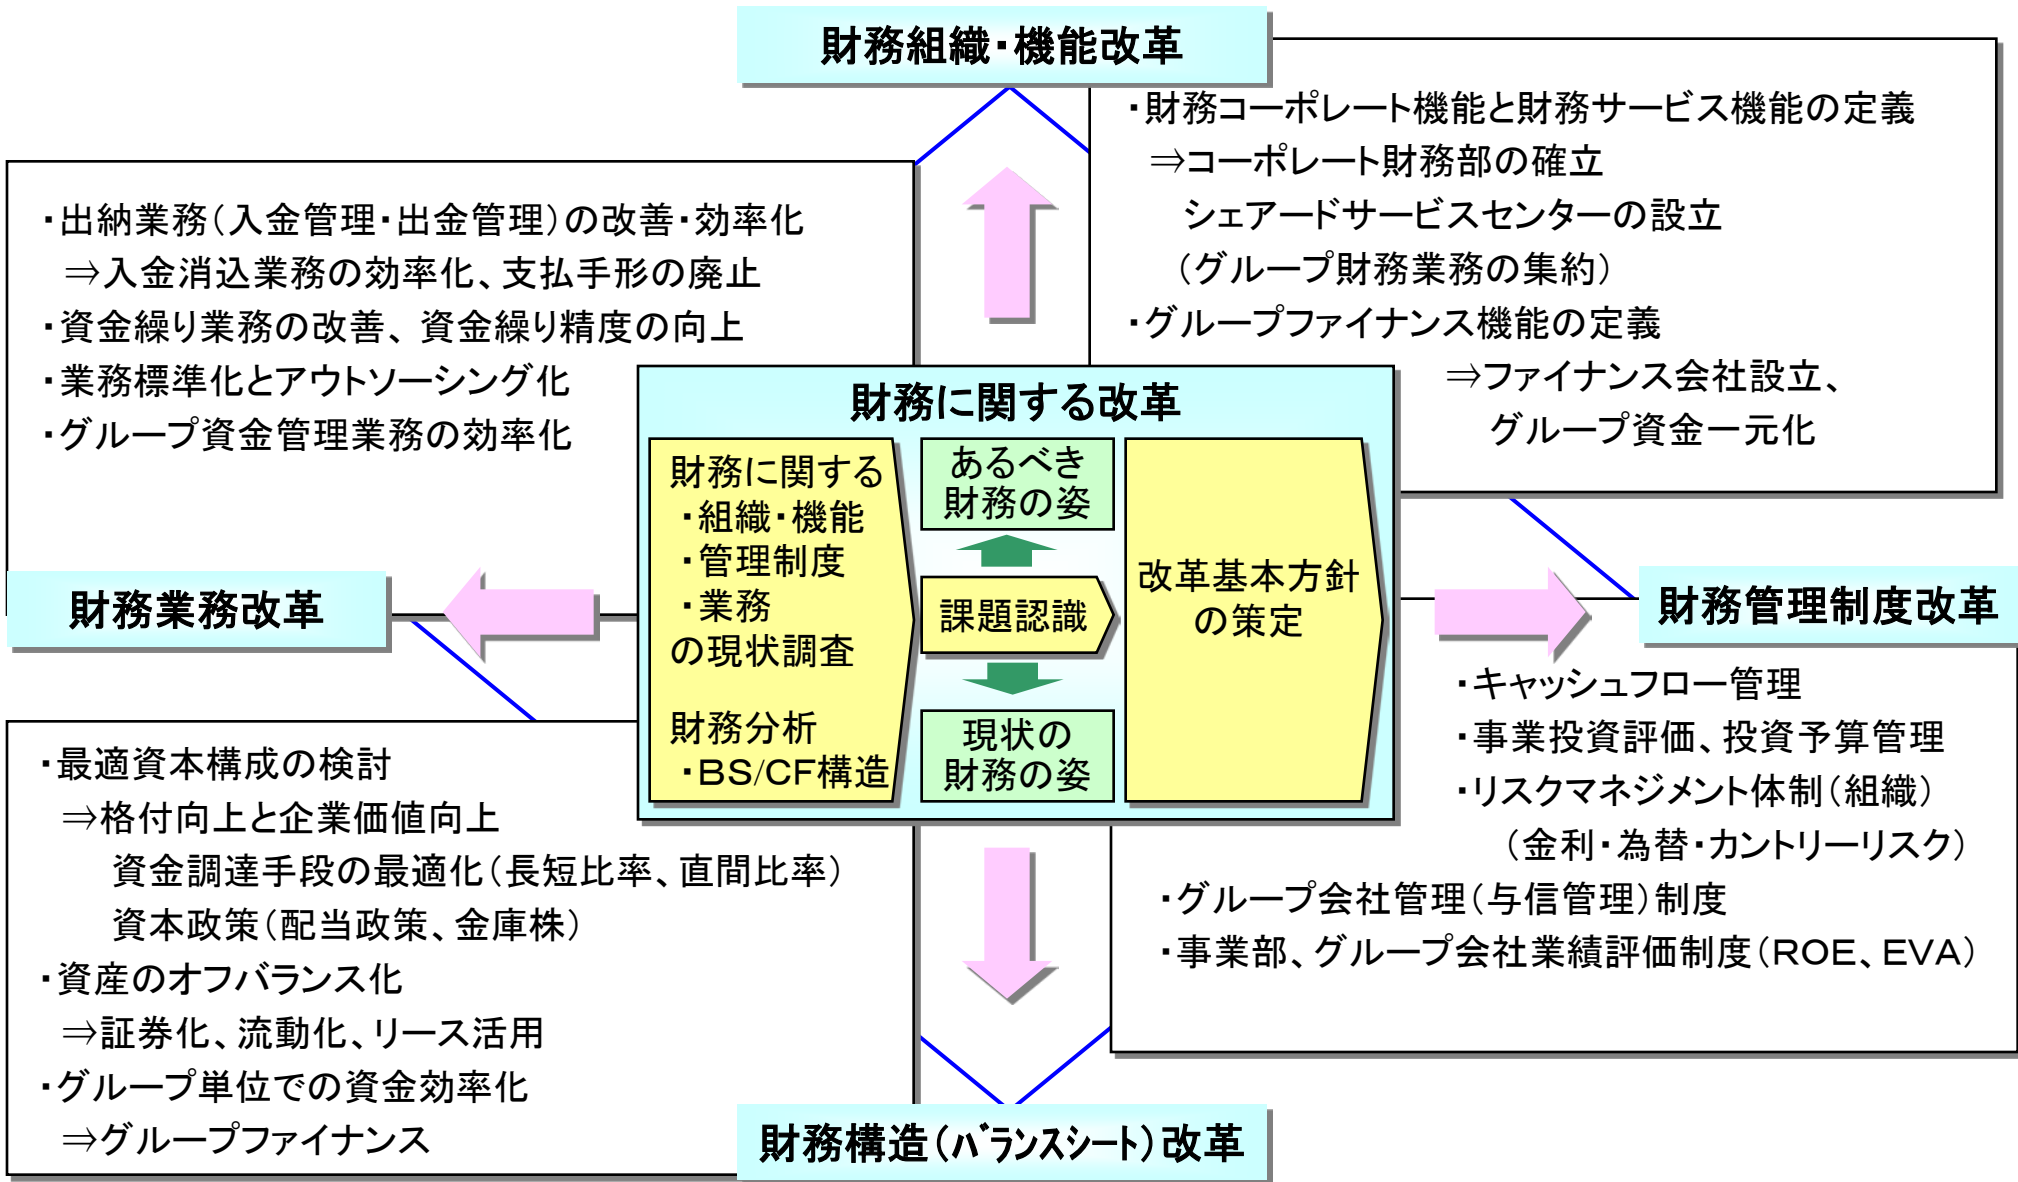 財務組織・機能改革
・財務コーポレート機能と財務サービス機能の定義
⇒コーポレート財務部の確立
シェアードサービスセンターの設立
（グループ財務業務の集約）
・グループファイナンス機能の定義
⇒ファイナンス会社設立、
グループ資金一元化
・出納業務（入金管理・出金管理）の改善・効率化
⇒入金消込業務の効率化、支払手形の廃止
・資金繰り業務の改善、資金繰り精度の向上
・業務標準化とアウトソーシング化
・グループ資金管理業務の効率化
財務業務改革
財務に関する改革
財務に関する
・組織・機能
・管理制度
・業務
の現状調査
財務分析
・BS/CF構造
あるべき
財務の姿
課題認識
現状の
財務の姿
改革基本方針
の策定
財務管理制度改革
・キャッシュフロー管理
・事業投資評価、投資予算管理
・リスクマネジメント体制（組織）
（金利・為替・カントリーリスク）
・グループ会社管理（与信管理）制度
・事業部、グループ会社業績評価制度（ROE、EVA）
・最適資本構成の検討
⇒格付向上と企業価値向上
資金調達手段の最適化（長短比率、直間比率）
資本政策（配当政策、金庫株）
・資産のオフバランス化
⇒証券化、流動化、リース活用
・グループ単位での資金効率化
⇒グループファイナンス
財務構造（ﾊﾞﾗﾝｽｼｰﾄ）改革